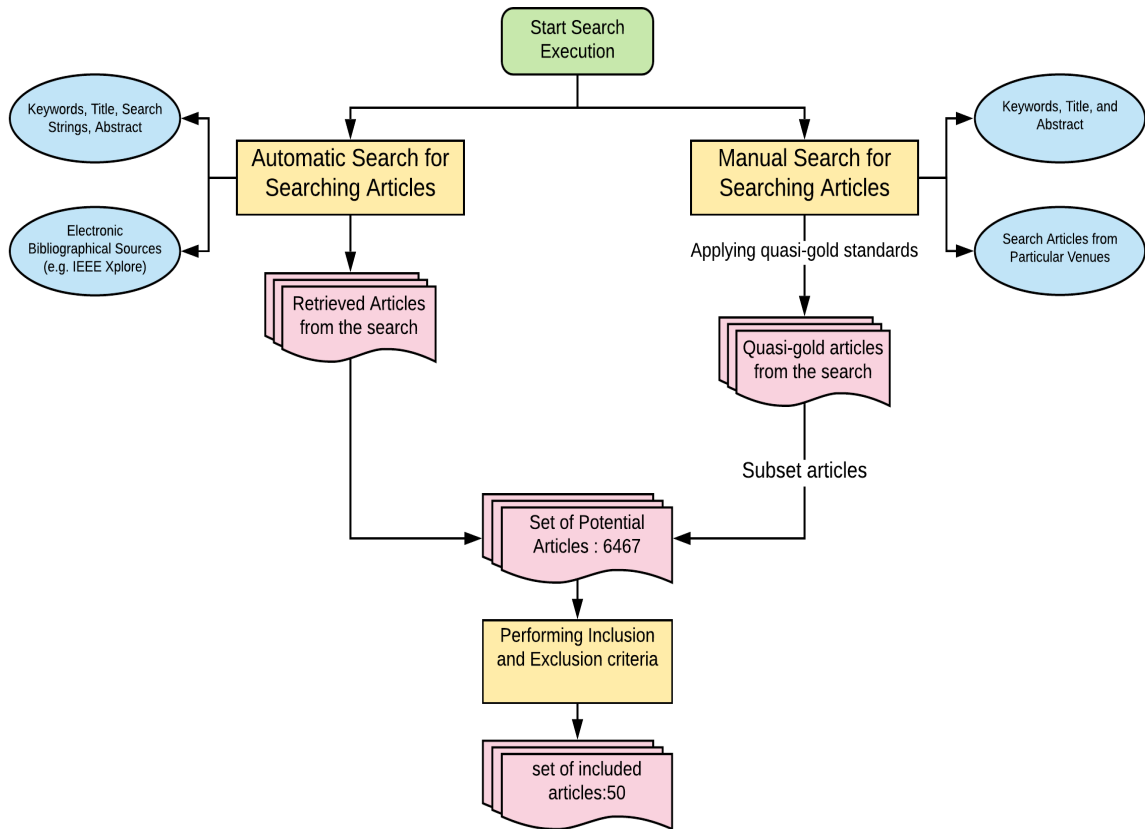 Start Search
Execution
Keywords, Title, Search
Strings, Abstract
Keywords, Title, and
Abstract
Automatic Search for
Searching Articles
Manual Search for
Searching Articles
Electronic
Bibliographical Sources
(e.g. IEEE Xplore)
Applying quasi-gold standards
Search Articles from
Particular Venues
Retrieved Articles
from the search
Quasi-gold articles
from the search
Subset articles
Set of Potential
Articles : 6467
Performing Inclusion
and Exclusion criteria
set of included
articles:50